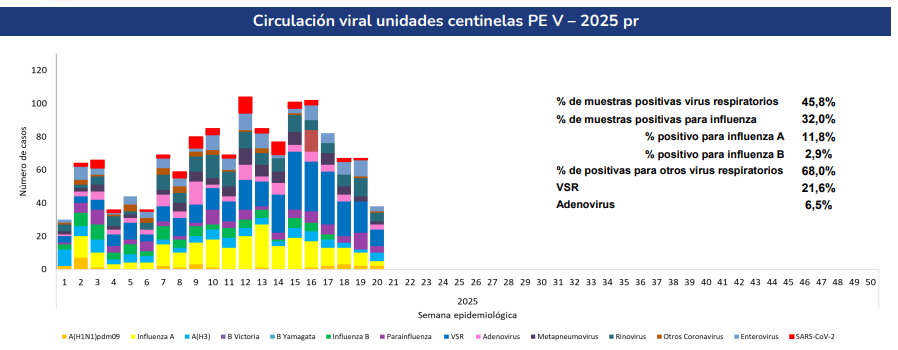 Circulación viral unidades centinelas PE V – 2025 pr
Número de casos
120
100
80
60
40
20
0
% de muestras positivas virus respiratorios 45,8%
% de muestras positivas para influenza 32,0%
% positivo para influenza A 11,8%
% positivo para influenza B 2,9%
% de positivas para otros virus respiratorios 68,0%
VSR 21,6%
Adenovirus 6,5%
1 2 3 4 5 6 7 8 9 10 11 12 13 14 15 16 17 18 19 20 21 22 23 24 25 26 27 28 29 30 31 32 33 34 35 36 37 38 39 40 41 42 43 44 45 46 47 48 49 50
2025
Semana epidemiológica
A(H1N1)pdm09 Influenza A A(H3) B Victoria B Yamagata Influenza B Parainfluenza VSR Adenovirus Metapneumovirus Rinovirus Otros Coronavirus Enterovirus SARS-CoV-2